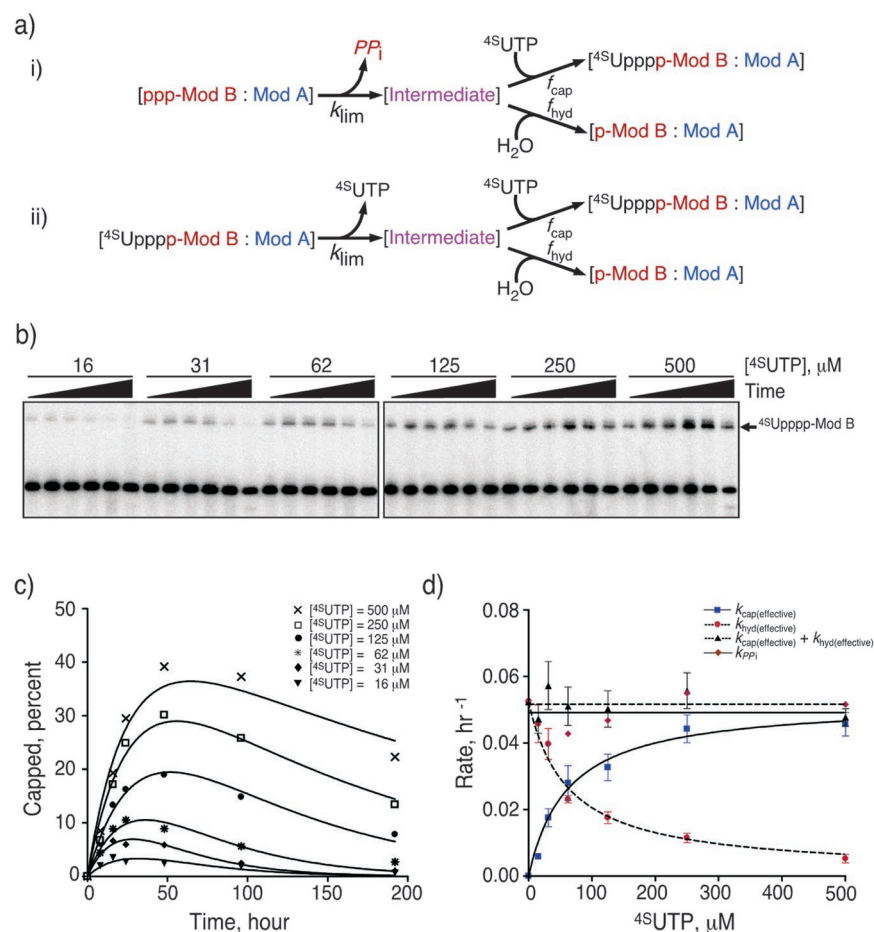 a)
i)
[ppp-Mod B : Mod A]
PPi
klim
[Intermediate]
4SUTP
fcap
fhyd
H2O
[4SUpppp-Mod B : Mod A]
[p-Mod B : Mod A]
ii)
[4SUpppp-Mod B : Mod A]
4SUTP
klim
[Intermediate]
4SUTP
fcap
fhyd
H2O
[4SUpppp-Mod B : Mod A]
[p-Mod B : Mod A]
b)
16 31 62 125 250 500 [4SUTP], μM
Time
4SUpppp-Mod B
c)
Capped, percent
50
40
30
20
10
0
0 50 100 150 200
Time, hour
[4SUTP] = 500 μM
[4SUTP] = 250 μM
[4SUTP] = 125 μM
[4SUTP] = 62 μM
[4SUTP] = 31 μM
[4SUTP] = 16 μM
d)
Rate, hr -1
0.08
0.06
0.04
0.02
0.00
0 100 200 300 400 500
4SUTP, μM
kcap(effective)
khyd(effective)
kcap(effective) + khyd(effective)
kPPi